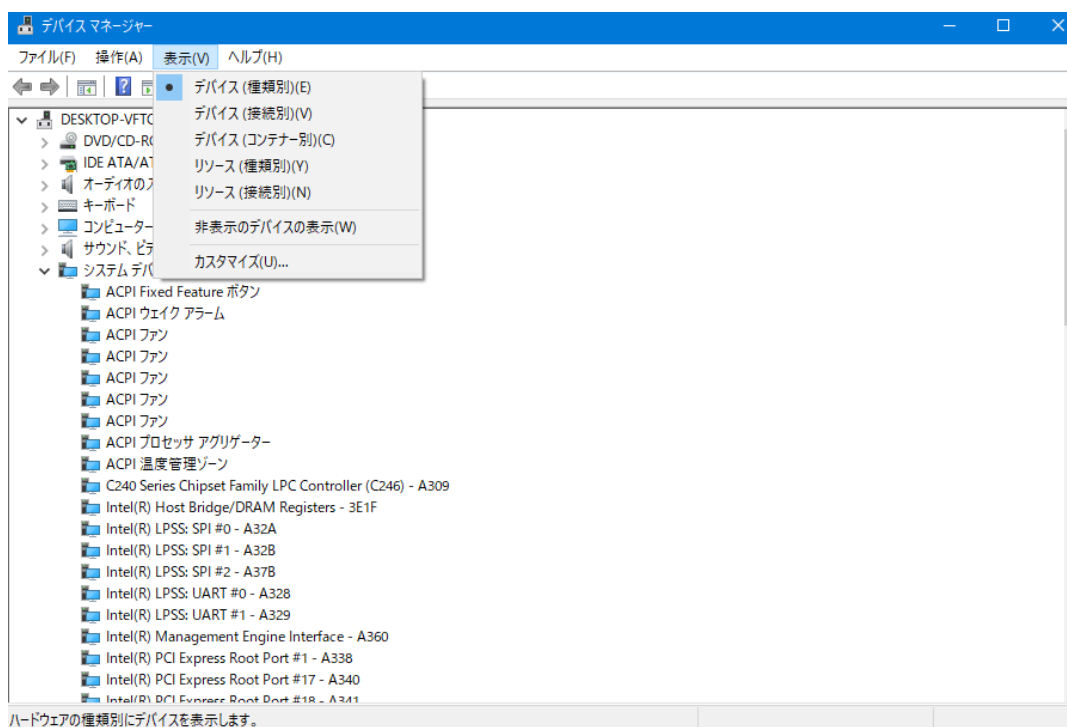 デバイス マネージャー
ファイル(F) 操作(A) 表示(V) ヘルプ(H)
デバイス (種類別)(E)
デバイス (接続別)(V)
デバイス (コンテナー別)(C)
リソース (種類別)(Y)
リソース (接続別)(N)
非表示のデバイスの表示(W)
カスタマイズ(U)...
DESKTOP-VFT
DVD/CD-R
IDE ATA/AT
オーディオの
キーボード
コンピューター
サウンド、ビデ
システム デバ
ACPI Fixed Feature ボタン
ACPI ウェイク アラーム
ACPI ファン
ACPI ファン
ACPI ファン
ACPI ファン
ACPI ファン
ACPI プロセッサ アグリゲーター
ACPI 温度管理ゾーン
C240 Series Chipset Family LPC Controller (C246) - A309
Intel(R) Host Bridge/DRAM Registers - 3E1F
Intel(R) LPSS: SPI #0 - A32A
Intel(R) LPSS: SPI #1 - A32B
Intel(R) LPSS: SPI #2 - A37B
Intel(R) LPSS: UART #0 - A328
Intel(R) LPSS: UART #1 - A329
Intel(R) Management Engine Interface - A360
Intel(R) PCI Express Root Port #1 - A338
Intel(R) PCI Express Root Port #17 - A340
Intel(R) PCI Express Root Port #18 - A341
ハードウェアの種類別にデバイスを表示します。